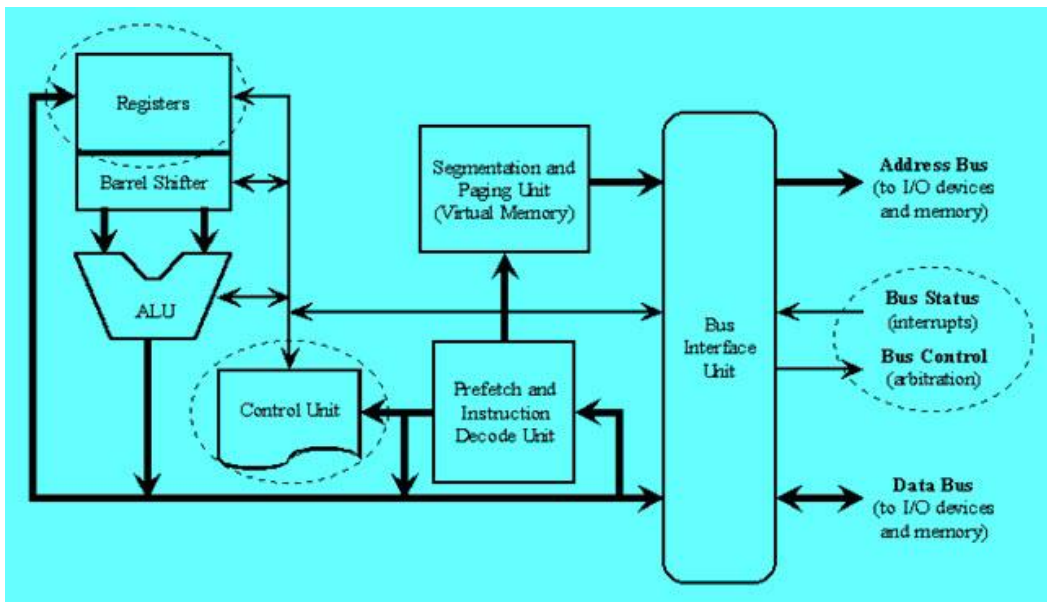 Registers
Barrel Shifter
ALU
Control Unit
Segmentation and
Paging Unit
(Virtual Memory)
Prefetch and
Instruction
Decode Unit
Bus
Interface
Unit
Address Bus
(to I/O devices
and memory)
Bus Status
(interrupts)
Bus Control
(arbitration)
Data Bus
(to I/O devices
and memory)